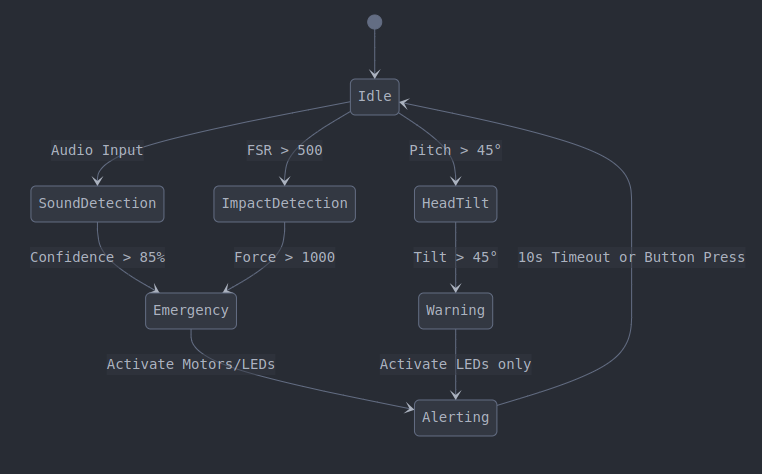 Idle
Audio Input
FSR > 500
Pitch > 45°
SoundDetection
ImpactDetection
HeadTilt
Confidence > 85%
Force > 1000
Tilt > 45°
10s Timeout or Button Press
Emergency
Warning
Activate Motors/LEDs
Activate LEDs only
Alerting